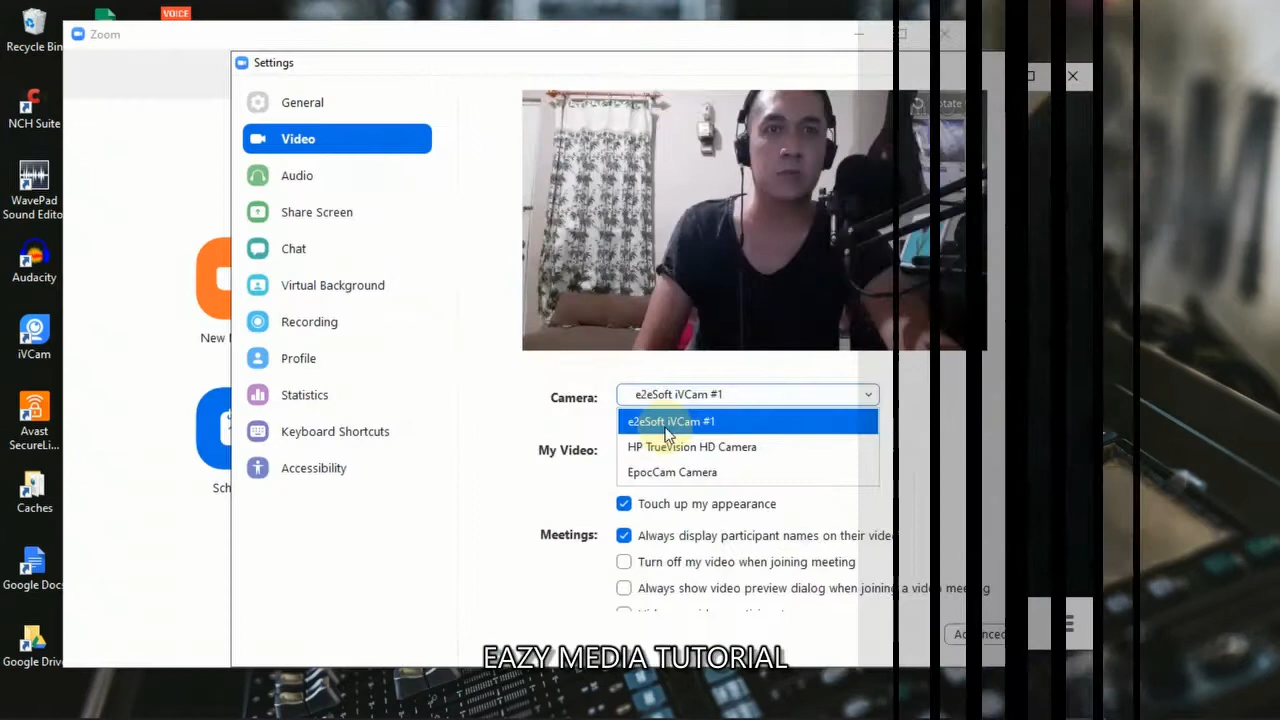 VOICE
Recycle Bin
Zoom
Settings
NCH Suite
General
Video
Audio
WavePad
Sound Edito
Share Screen
Chat
Audacity
Virtual Background
Recording
New
iVCam
Profile
Camera:
e2eSoft iVCam #1
Statistics
e2eSoft iVCam #1
Avast
SecureLi...
Keyboard Shortcuts
My Video:
HP TrueVision HD Camera
Accessibility
EpocCam Camera
Sch
Caches
Touch up my appearance
Meetings:
Always display participant names on their video
Turn off my video when joining meeting
Google Docs
Always show video preview dialog when joining a video meeting
Advanced
Google Driv
EAZY MEDIA TUTORIAL